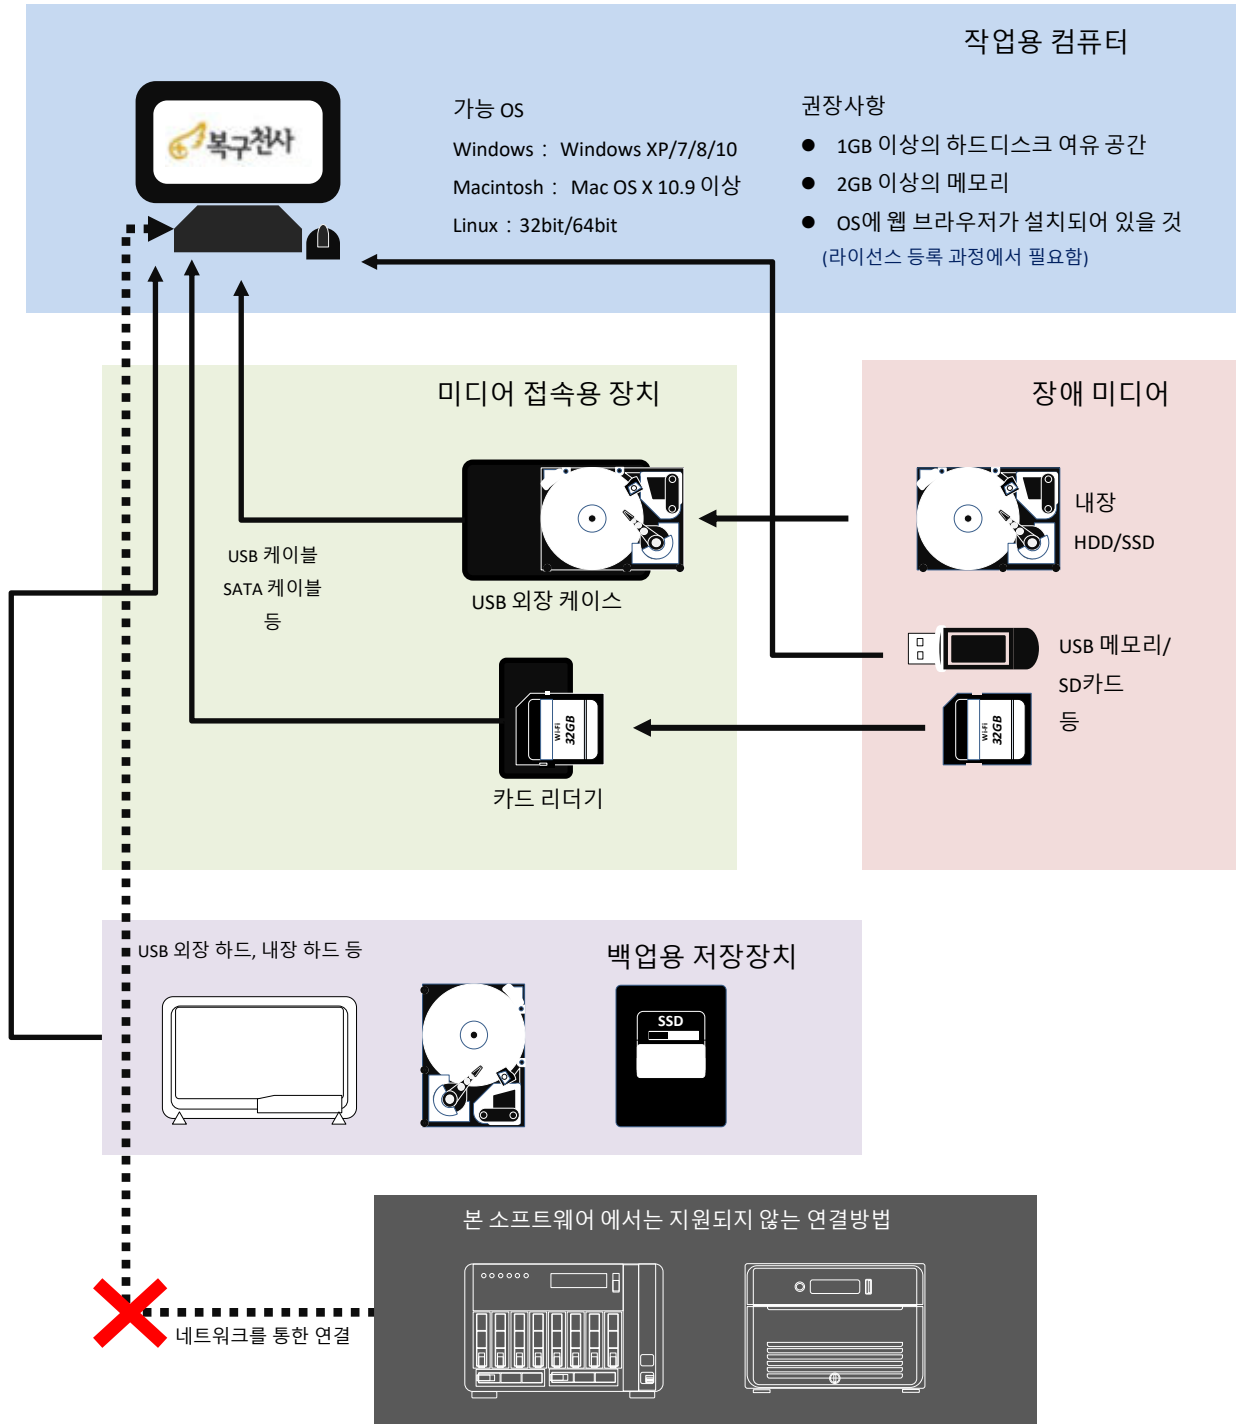 작업용 컴퓨터
복구천사
가능 OS
Windows : Windows XP/7/8/10
Macintosh : Mac OS X 10.9 이상
Linux : 32bit/64bit
권장사항
● 1GB 이상의 하드디스크 여유 공간
● 2GB 이상의 메모리
● OS에 웹 브라우저가 설치되어 있을 것
(라이선스 등록 과정에서 필요함)
미디어 접속용 장치
USB 케이블
SATA 케이블
등
USB 외장 케이스
Wi-Fi
32GB
카드 리더기
장애 미디어
내장
HDD/SSD
USB 메모리/
SD카드
등
Wi-Fi
32GB
USB 외장 하드, 내장 하드 등
백업용 저장장치
SSD
본 소프트웨어 에서는 지원되지 않는 연결방법
네트워크를 통한 연결